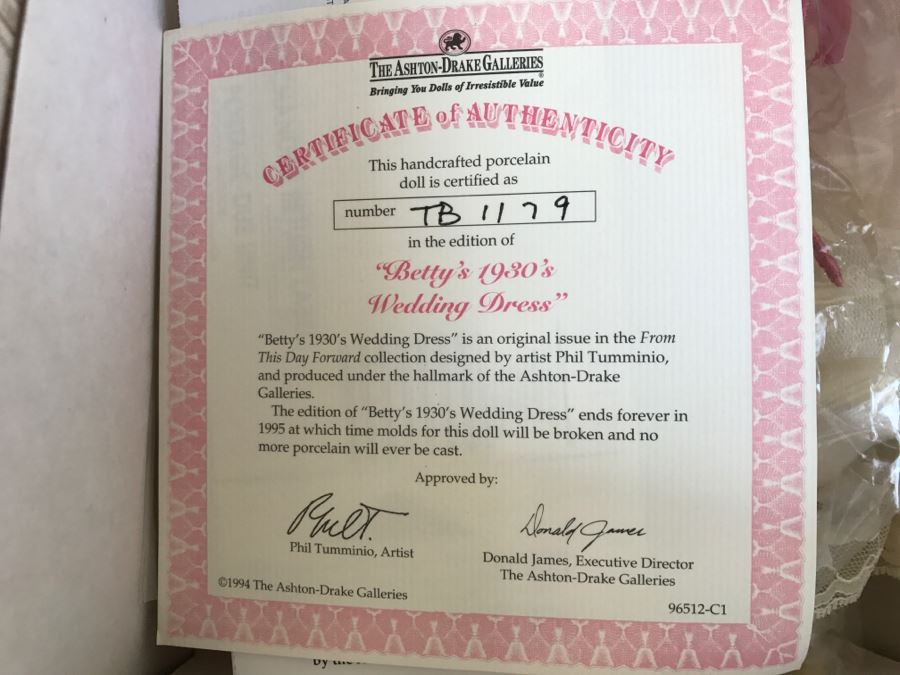 THE ASHTON-DRAKE GALLERIES
Bringing You Dolls of Irresistible Value®
CERTIFICATE of AUTHENTICITY
This handcrafted porcelain
doll is certified as
number TB 1179
in the edition of
“Betty’s 1930’s
Wedding Dress”
“Betty’s 1930’s Wedding Dress” is an original issue in the From
This Day Forward collection designed by artist Phil Tumminio,
and produced under the hallmark of the Ashton-Drake
Galleries.
The edition of “Betty’s 1930’s Wedding Dress” ends forever in
1995 at which time molds for this doll will be broken and no
more porcelain will ever be cast.
Approved by:
Phil T.
Donald James
Phil Tumminio, Artist
Donald James, Executive Director
The Ashton-Drake Galleries
©1994 The Ashton-Drake Galleries
96512-C1
by